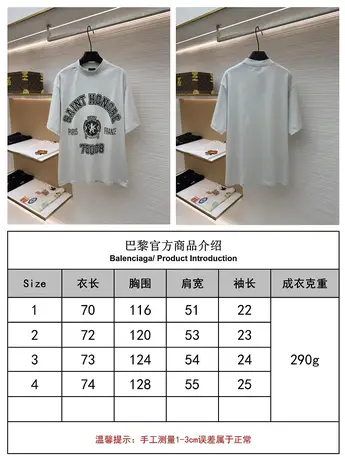 SAINT HONORE
PARIS FRANCE
75008
巴黎官方商品介绍
Balenciaga/ Product Introduction
Size 衣长 胸围 肩宽 袖长 成衣克重
1 70 116 51 22
2 72 120 53 23
3 73 124 54 24
4 74 128 55 25
290g
温馨提示：手工测量1-3cm误差属于正常